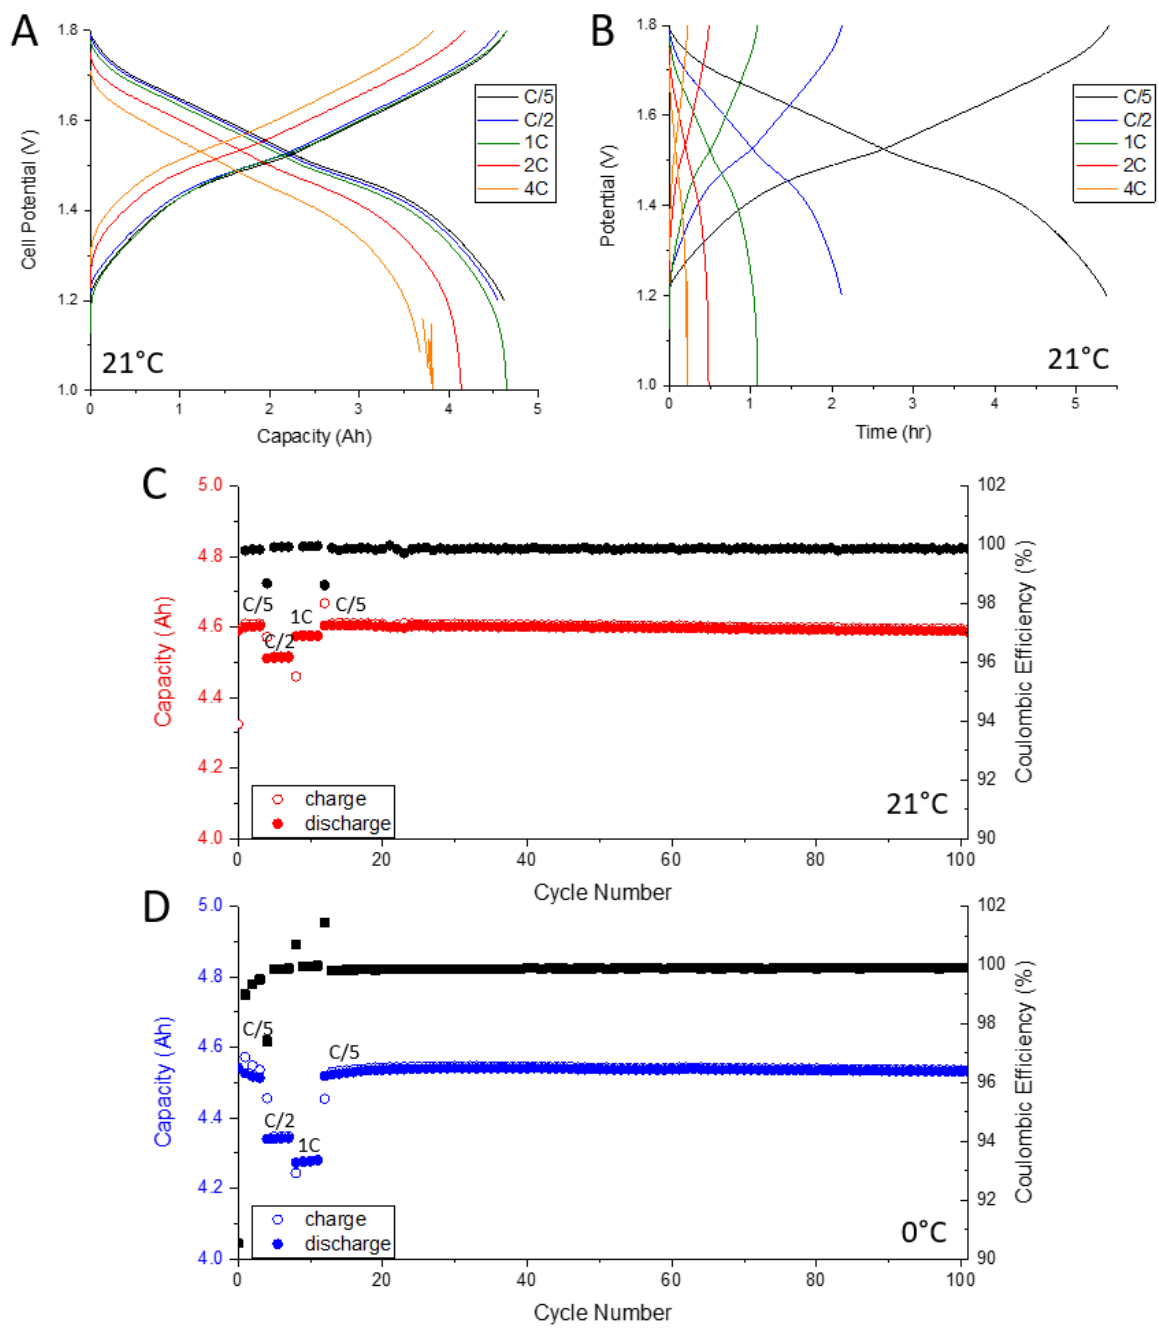 A
1.8
1.6
1.4
1.2
1.0
Cell Potential (V)
0 1 2 3 4 5
Capacity (Ah)
C/5
C/2
1C
2C
4C
21°C
B
1.8
1.6
1.4
1.2
1.0
Potential (V)
0 1 2 3 4 5
Time (hr)
C/5
C/2
1C
2C
4C
21°C
C
5.0
4.8
4.6
4.4
4.2
4.0
Capacity (Ah)
102
100
98
96
94
92
90
Coulombic Efficiency (%)
C/5
C/2
1C
C/5
charge
discharge
21°C
0 20 40 60 80 100
Cycle Number
D
5.0
4.8
4.6
4.4
4.2
4.0
Capacity (Ah)
102
100
98
96
94
92
90
Coulombic Efficiency (%)
C/5
C/2
1C
C/5
charge
discharge
0°C
0 20 40 60 80 100
Cycle Number